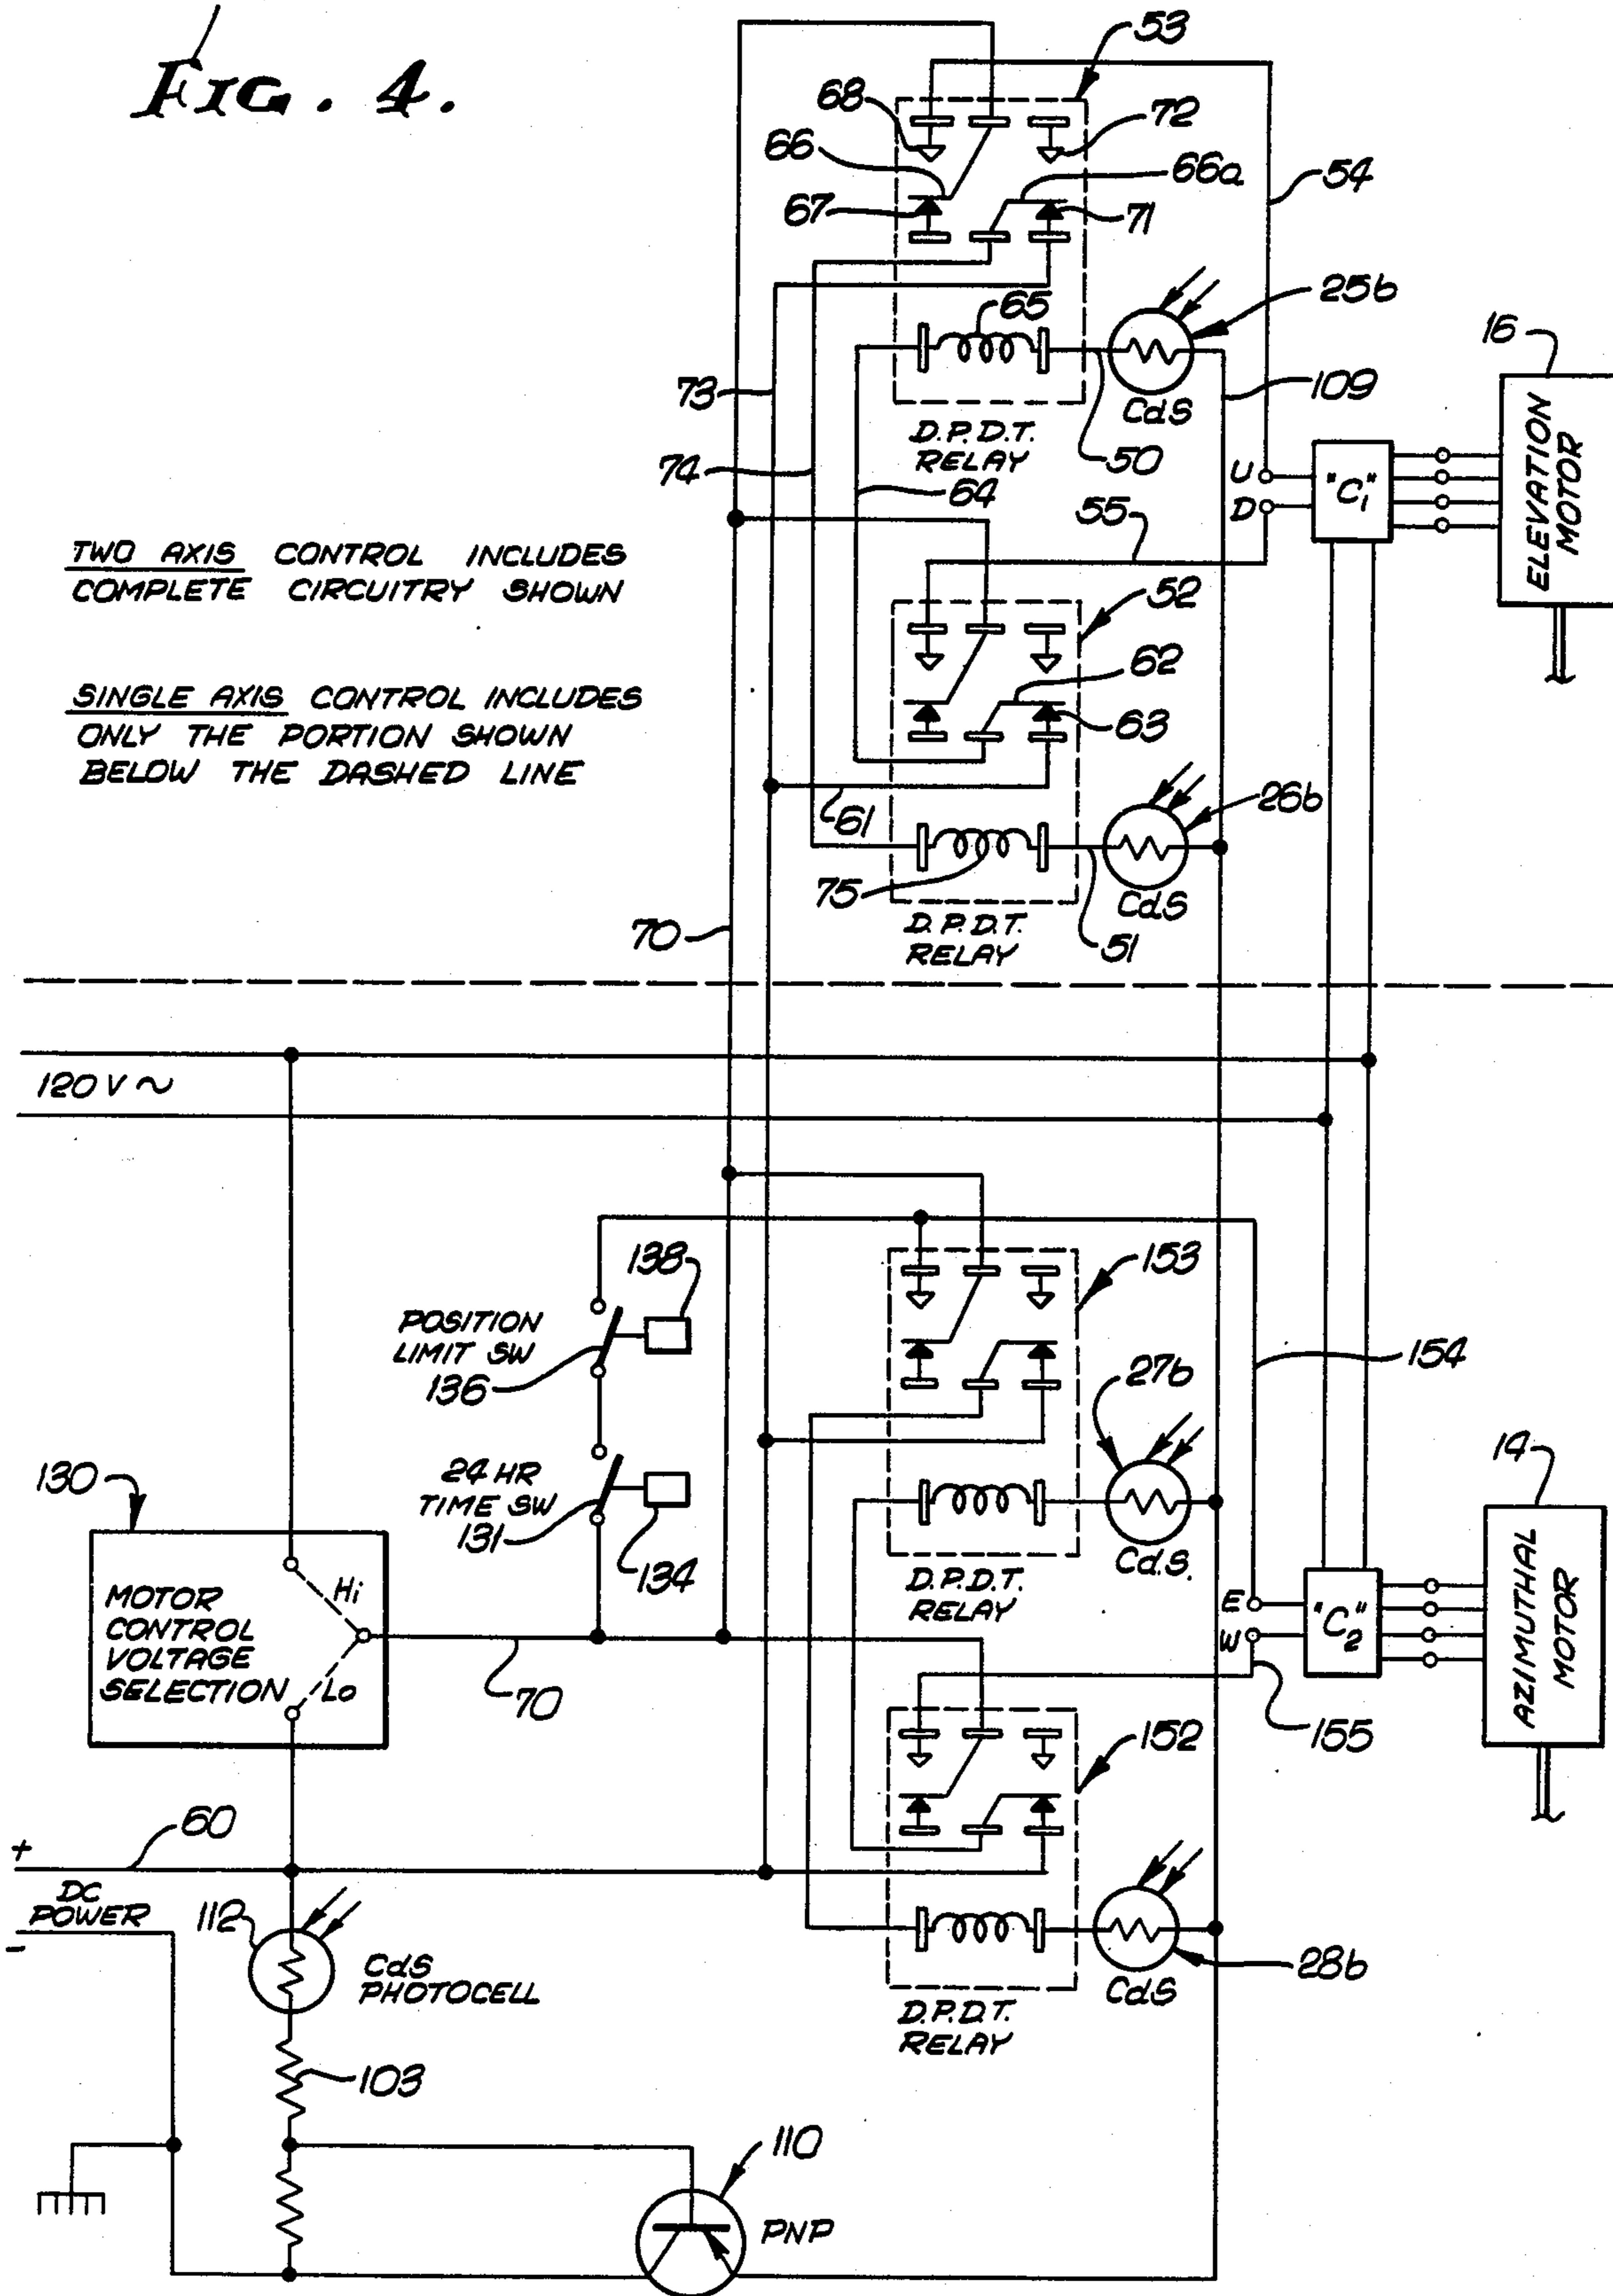 FIG. 4.
53
68
72
66
66a
54
67
71
65
25b
16
73
109
CdS
D.P.D.T.
RELAY
50
ELEVATION
MOTOR
74
64
U
"C1"
D
55
TWO AXIS CONTROL INCLUDES
COMPLETE CIRCUITRY SHOWN
52
62
SINGLE AXIS CONTROL INCLUDES
ONLY THE PORTION SHOWN
BELOW THE DASHED LINE
63
26b
61
75
CdS
D.P.D.T.
RELAY
51
70
120 V ~
153
138
POSITION
LIMIT SW
136
154
27b
14
130
24 HR
TIME SW
131
134
CdS.
Hi
MOTOR
CONTROL
VOLTAGE
SELECTION
Lo
D.P.D.T.
RELAY
E
"C2"
W
AZIMUTHAL
MOTOR
70
155
152
60
+
DC
POWER
-
112
CdS
PHOTOCELL
28b
CdS
D.P.D.T.
RELAY
103
110
PNP